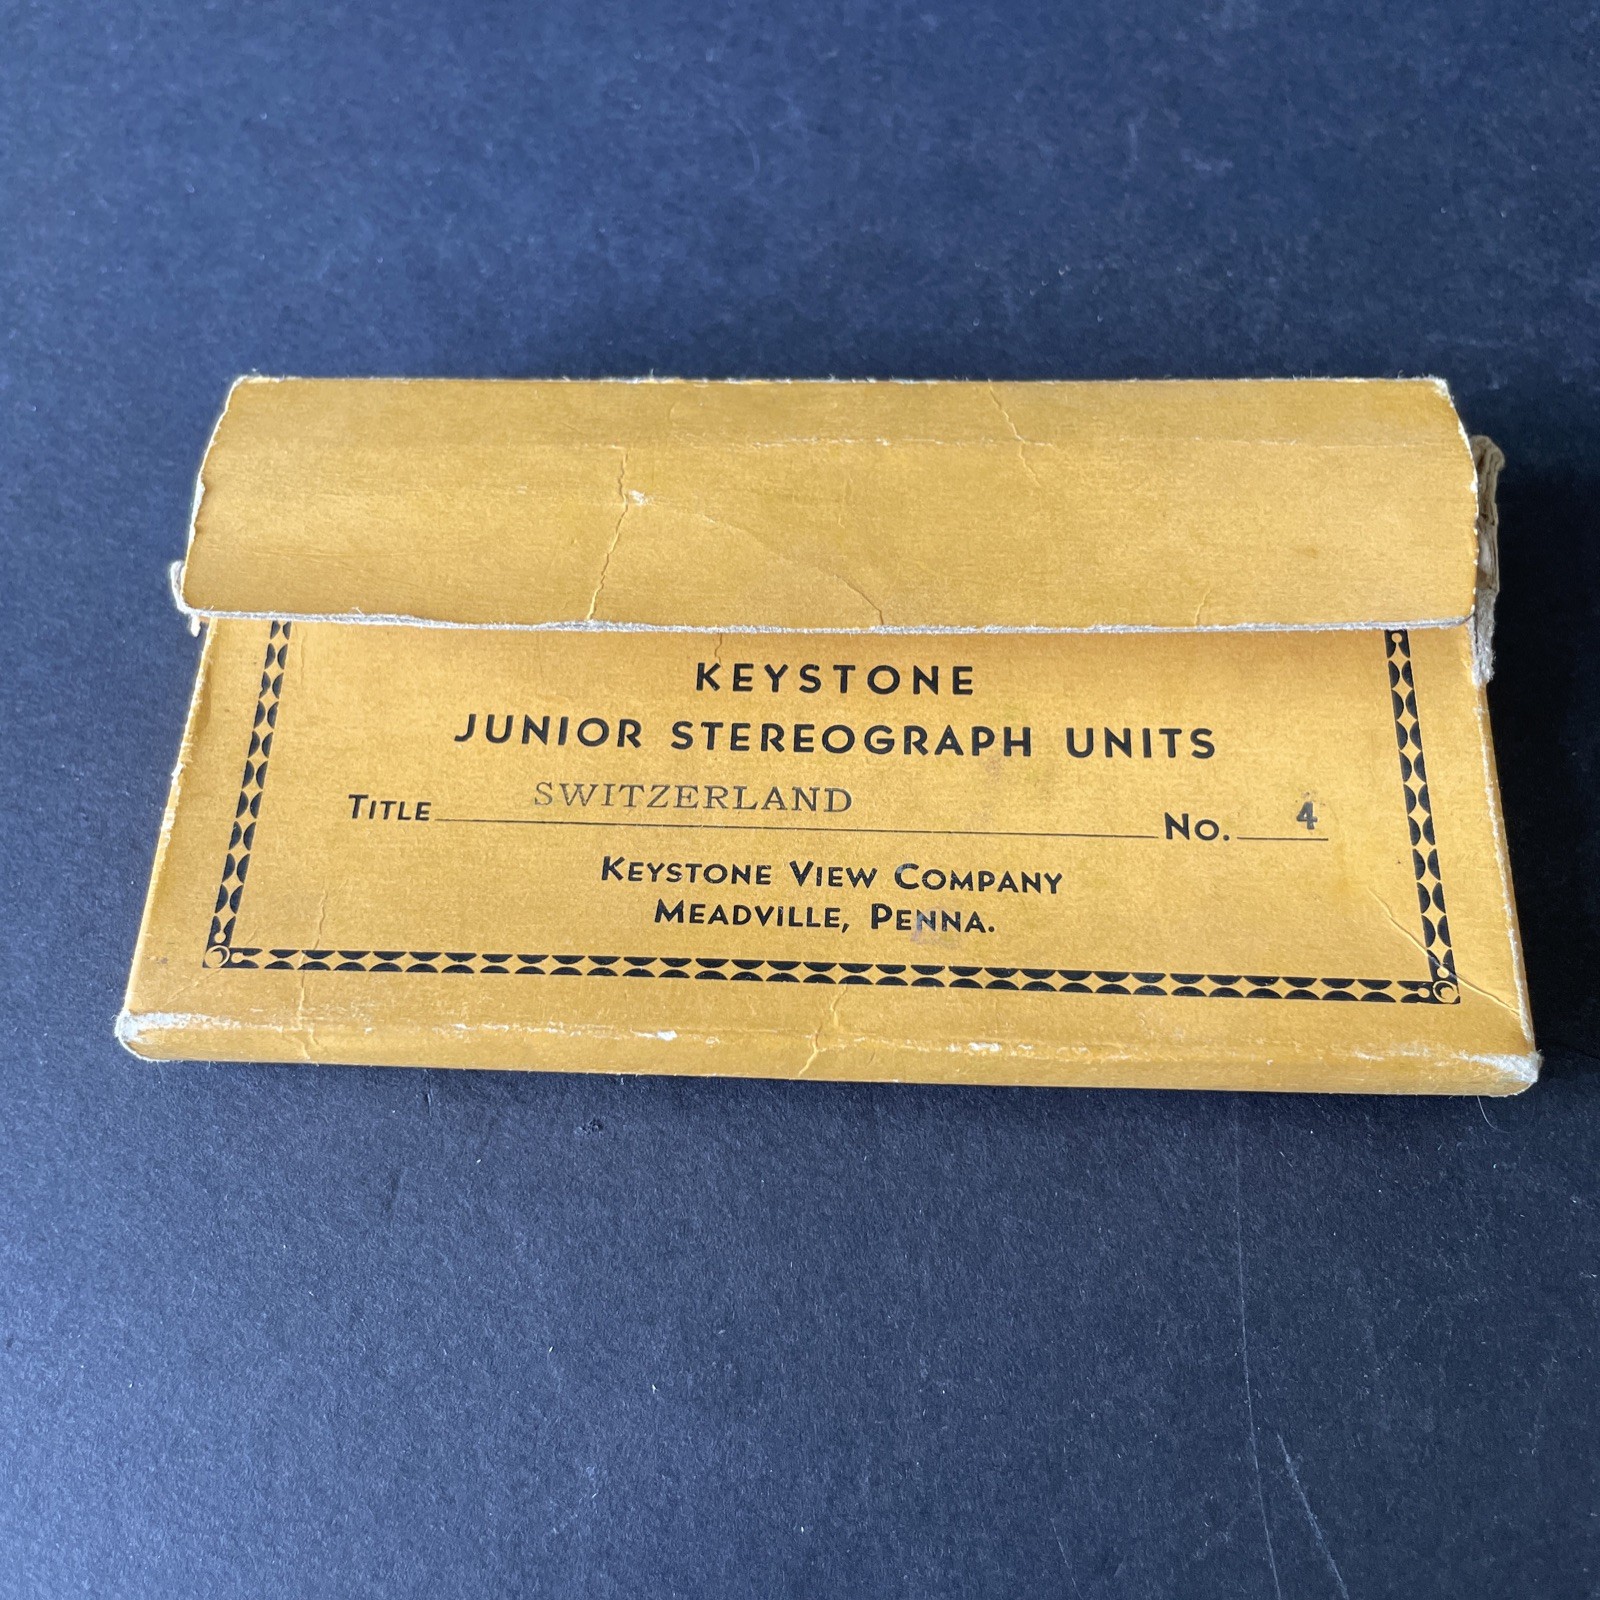 KEYSTONE
JUNIOR STEREOGRAPH UNITS
TITLE SWITZERLAND NO. 4
KEYSTONE VIEW COMPANY
MEADVILLE, PENNA.